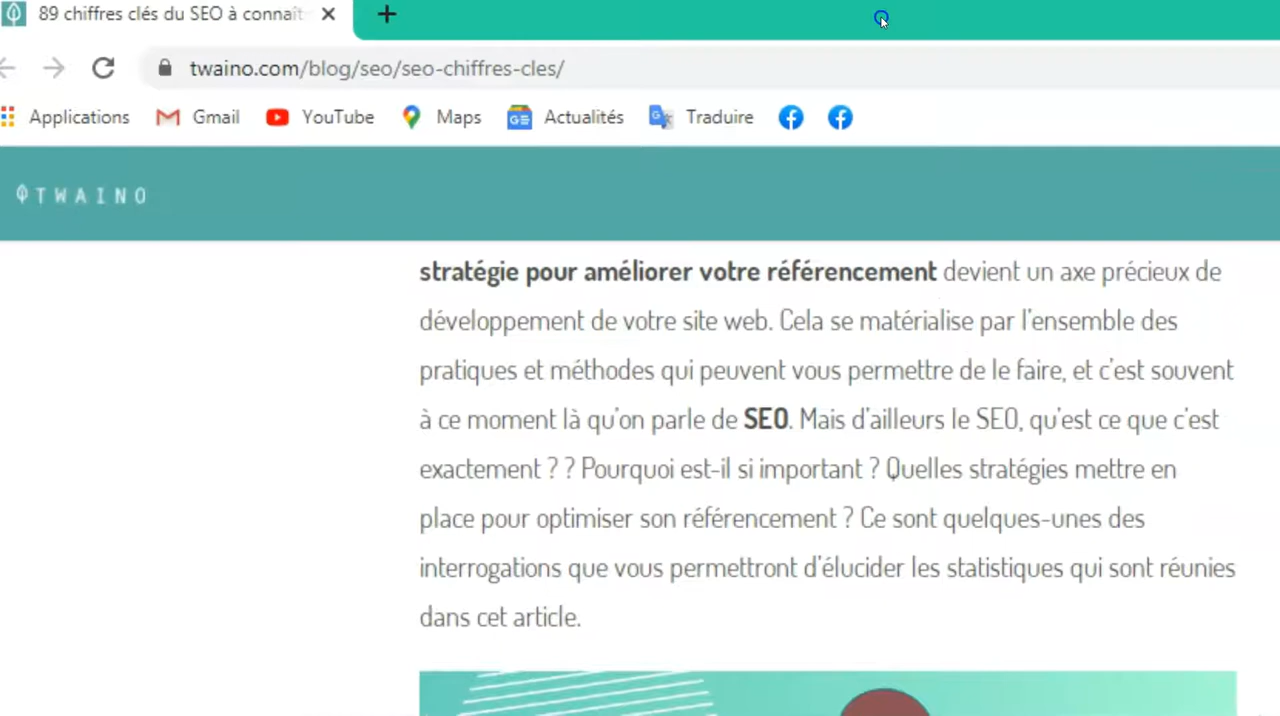 89 chiffres clés du SEO à connaît
twaino.com/blog/seo/seo-chiffres-cles/
Applications Gmail YouTube Maps Actualités Traduire
TWAINO
stratégie pour améliorer votre référencement devient un axe précieux de
développement de votre site web. Cela se matérialise par l'ensemble des
pratiques et méthodes qui peuvent vous permettre de le faire, et c'est souvent
à ce moment là qu'on parle de SEO. Mais d'ailleurs le SEO, qu'est ce que c'est
exactement ? ? Pourquoi est-il si important ? Quelles stratégies mettre en
place pour optimiser son référencement ? Ce sont quelques-unes des
interrogations que vous permettront d'élucider les statistiques qui sont réunies
dans cet article.